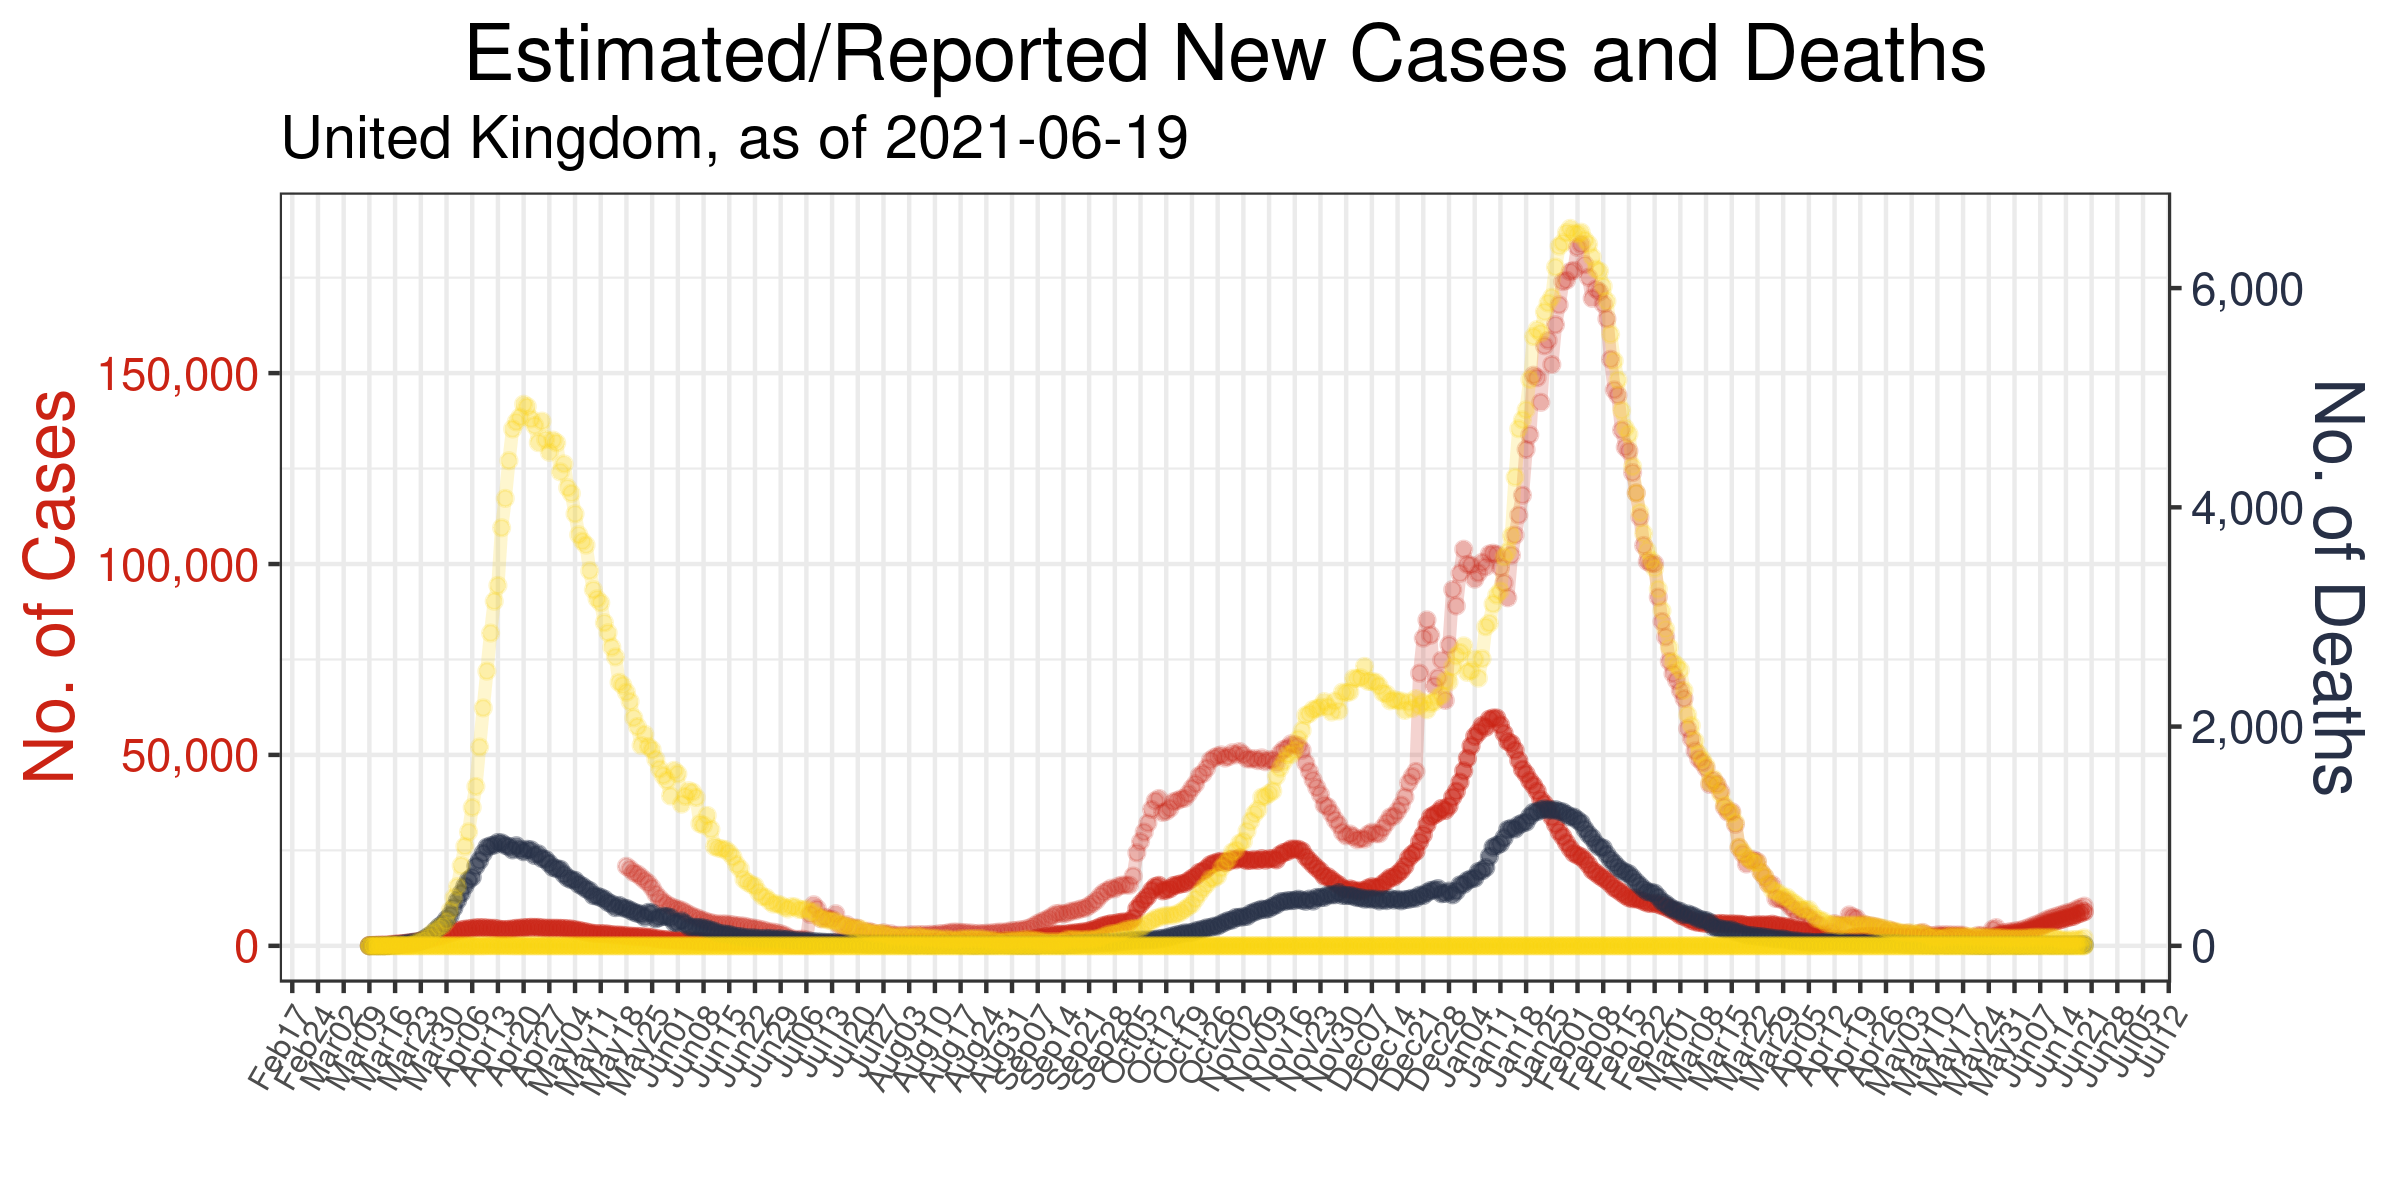 Estimated/Reported New Cases and Deaths
United Kingdom, as of 2021-06-19
No. of Cases
150,000
100,000
50,000
0
6,000
4,000
2,000
0
No. of Deaths
Feb17
Feb24
Mar02
Mar09
Mar16
Mar23
Mar30
Apr06
Apr13
Apr20
Apr27
May04
May11
May18
May25
Jun01
Jun08
Jun15
Jun22
Jun29
Jul06
Jul13
Jul20
Jul27
Aug03
Aug10
Aug17
Aug24
Aug31
Sep07
Sep14
Sep21
Sep28
Oct05
Oct12
Oct19
Oct26
Nov02
Nov09
Nov16
Nov23
Nov30
Dec07
Dec14
Dec21
Dec28
Jan04
Jan11
Jan18
Jan25
Feb01
Feb08
Feb15
Feb22
Mar01
Mar08
Mar15
Mar22
Mar29
Apr05
Apr12
Apr19
Apr26
May03
May10
May17
May24
May31
Jun07
Jun14
Jun21
Jun28
Jul05
Jul12